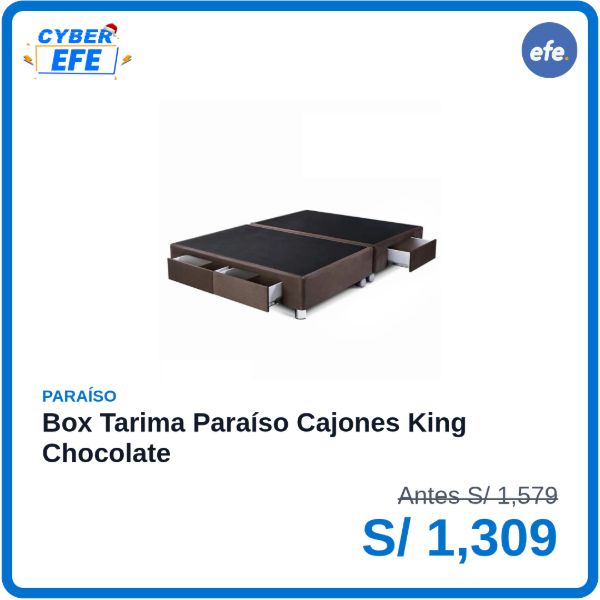 CYBER
EFE
efe.
PARAÍSO
Box Tarima Paraíso Cajones King
Chocolate
Antes S/ 1,579
S/ 1,309